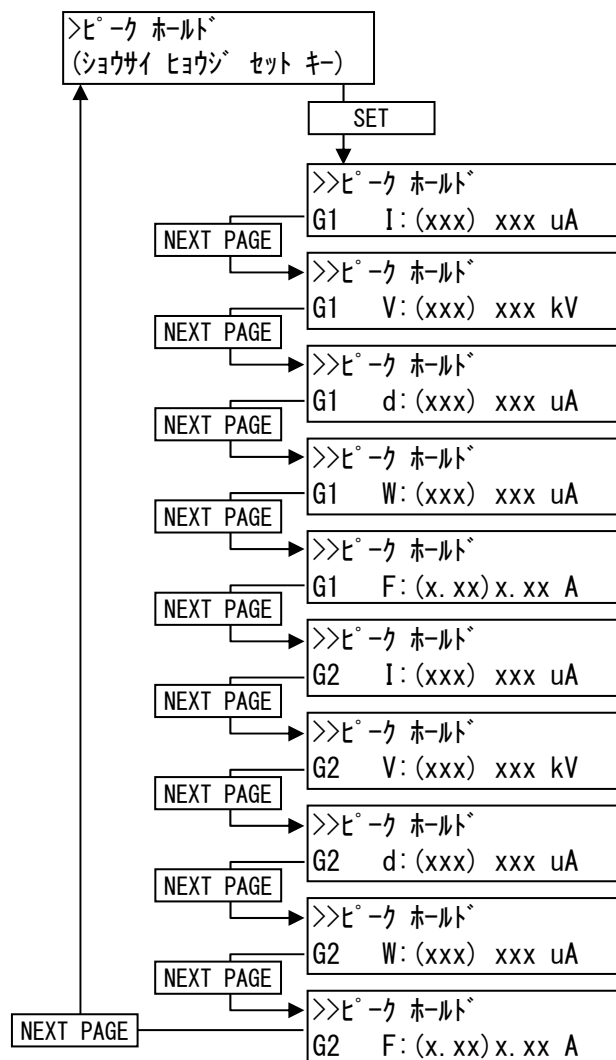 >ﾋﾟｰｸ ﾎｰﾙﾄﾞ
(ｼｮｳｻｲ ﾋｮｳｼﾞ ｾｯﾄ ｷｰ)
SET
>>ﾋﾟｰｸ ﾎｰﾙﾄﾞ
G1 I:(xxx) xxx uA
NEXT PAGE
>>ﾋﾟｰｸ ﾎｰﾙﾄﾞ
G1 V:(xxx) xxx kV
NEXT PAGE
>>ﾋﾟｰｸ ﾎｰﾙﾄﾞ
G1 d:(xxx) xxx uA
NEXT PAGE
>>ﾋﾟｰｸ ﾎｰﾙﾄﾞ
G1 W:(xxx) xxx uA
NEXT PAGE
>>ﾋﾟｰｸ ﾎｰﾙﾄﾞ
G1 F:(x.xx)x.xx A
NEXT PAGE
>>ﾋﾟｰｸ ﾎｰﾙﾄﾞ
G2 I:(xxx) xxx uA
NEXT PAGE
>>ﾋﾟｰｸ ﾎｰﾙﾄﾞ
G2 V:(xxx) xxx kV
NEXT PAGE
>>ﾋﾟｰｸ ﾎｰﾙﾄﾞ
G2 d:(xxx) xxx uA
NEXT PAGE
>>ﾋﾟｰｸ ﾎｰﾙﾄﾞ
G2 W:(xxx) xxx uA
NEXT PAGE
>>ﾋﾟｰｸ ﾎｰﾙﾄﾞ
G2 F:(x.xx)x.xx A
NEXT PAGE